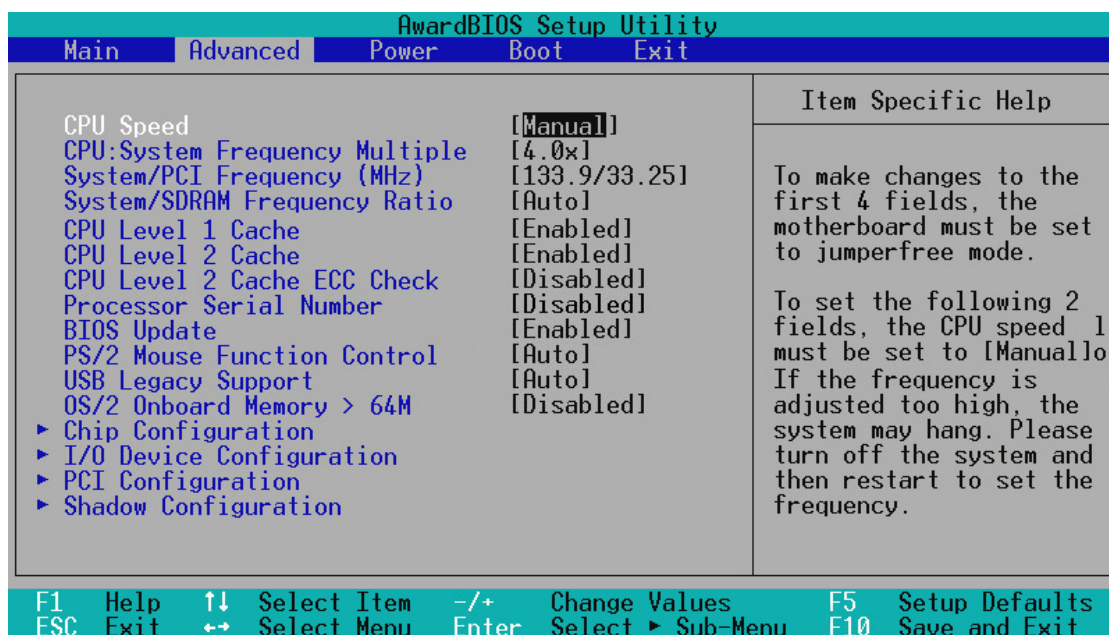 AwardBIOS Setup Utility
Main Advanced Power Boot Exit
CPU Speed [Manual]
CPU:System Frequency Multiple [4.0x]
System/PCI Frequency (MHz) [133.9/33.25]
System/SDRAM Frequency Ratio [Auto]
CPU Level 1 Cache [Enabled]
CPU Level 2 Cache [Enabled]
CPU Level 2 Cache ECC Check [Disabled]
Processor Serial Number [Disabled]
BIOS Update [Enabled]
PS/2 Mouse Function Control [Auto]
USB Legacy Support [Auto]
OS/2 Onboard Memory > 64M [Disabled]
► Chip Configuration
► I/O Device Configuration
► PCI Configuration
► Shadow Configuration
Item Specific Help
To make changes to the
first 4 fields, the
motherboard must be set
to jumperfree mode.
To set the following 2
fields, the CPU speed l
must be set to [Manuallo
If the frequency is
adjusted too high, the
system may hang. Please
turn off the system and
then restart to set the
frequency.
F1 Help ↑↓ Select Item -/+ Change Values F5 Setup Defaults
ESC Exit ←→ Select Menu Enter Select ► Sub-Menu F10 Save and Exit